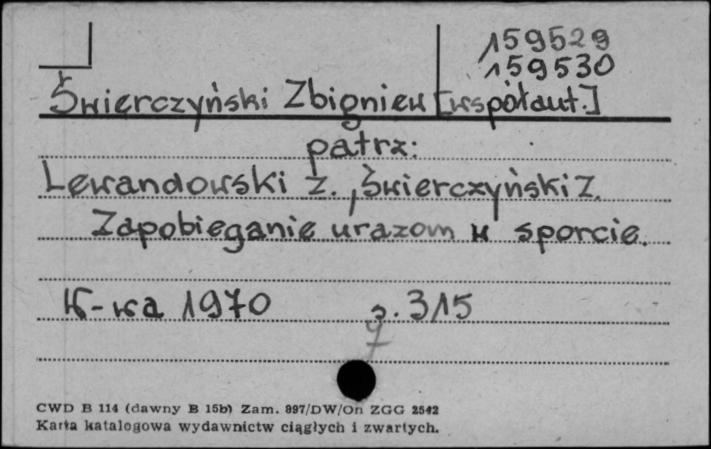 159529
159530
Świerczyński Zbigniew [współaut.]
patrz:
Lewandowski Z., Świerczyński Z.
Zapobieganie urazom w sporcie.
W-wa 1970 s. 315
CWD B 114 (dawny B 15b) Zam. 897/DW/On ZGG 2542
Karta katalogowa wydawnictw ciągłych i zwartych.